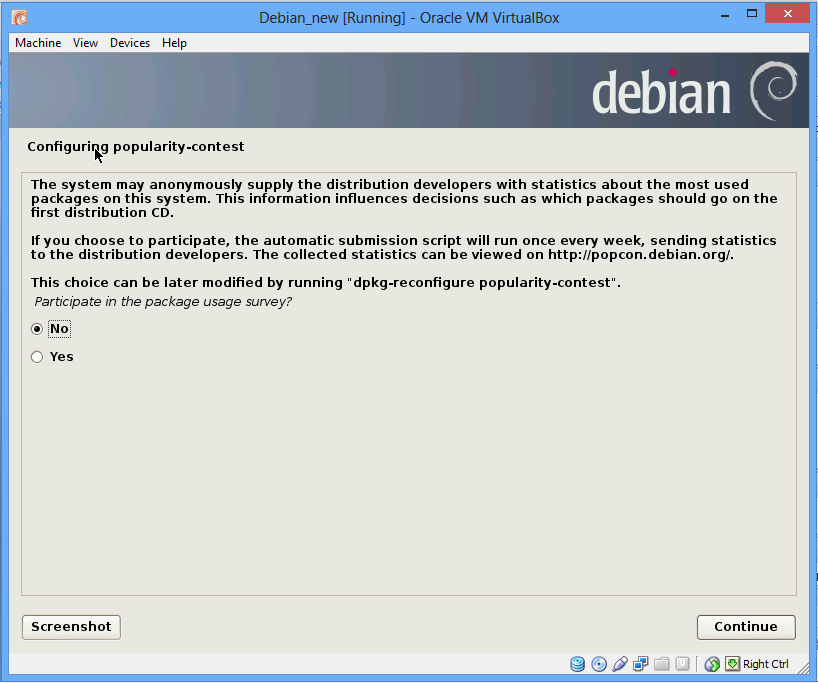 Debian_new [Running] - Oracle VM VirtualBox
Machine View Devices Help
debian
Configuring popularity-contest
The system may anonymously supply the distribution developers with statistics about the most used
packages on this system. This information influences decisions such as which packages should go on the
first distribution CD.
If you choose to participate, the automatic submission script will run once every week, sending statistics
to the distribution developers. The collected statistics can be viewed on http://popcon.debian.org/.
This choice can be later modified by running "dpkg-reconfigure popularity-contest".
Participate in the package usage survey?
No
Yes
Screenshot Continue
Right Ctrl